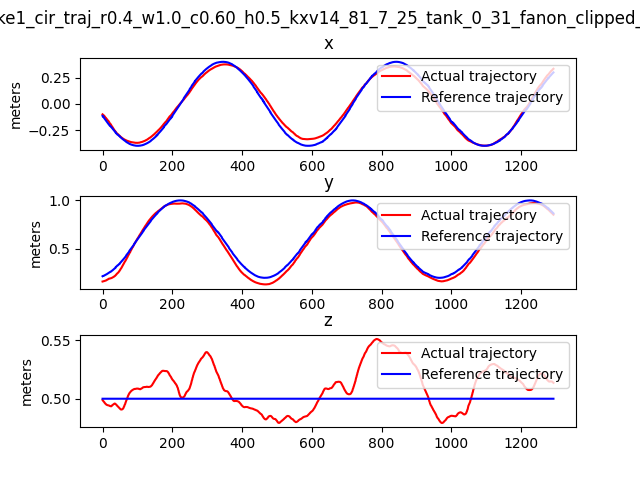 ke1_cir_traj_r0.4_w1.0_c0.60_h0.5_kxv14_81_7_25_tank_0_31_fanon_clipped_
x
0.25
0.00
−0.25
meters
Actual trajectory
Reference trajectory
0 200 400 600 800 1000 1200
y
1.0
0.5
meters
Actual trajectory
Reference trajectory
0 200 400 600 800 1000 1200
z
0.55
0.50
meters
Actual trajectory
Reference trajectory
0 200 400 600 800 1000 1200